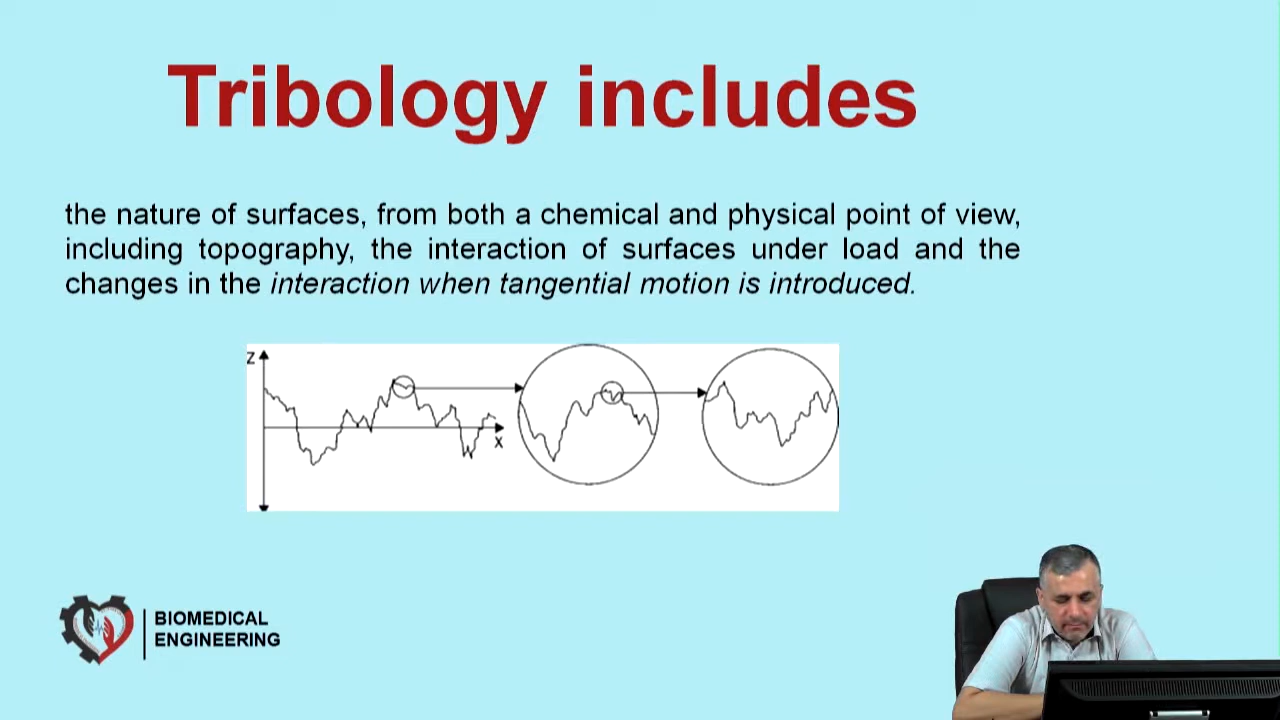 Tribology includes
the nature of surfaces, from both a chemical and physical point of view,
including topography, the interaction of surfaces under load and the
changes in the interaction when tangential motion is introduced.
Z
X
BIOMEDICAL
ENGINEERING